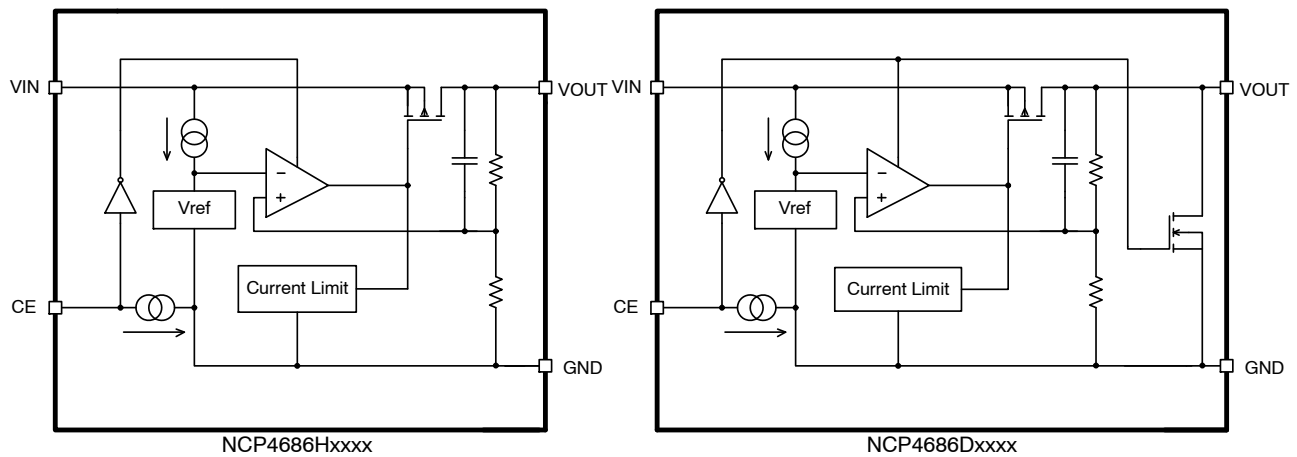 VIN
VOUT
−
+
Vref
Current Limit
CE
GND
NCP4686Hxxxx
VIN
VOUT
−
+
Vref
Current Limit
CE
GND
NCP4686Dxxxx